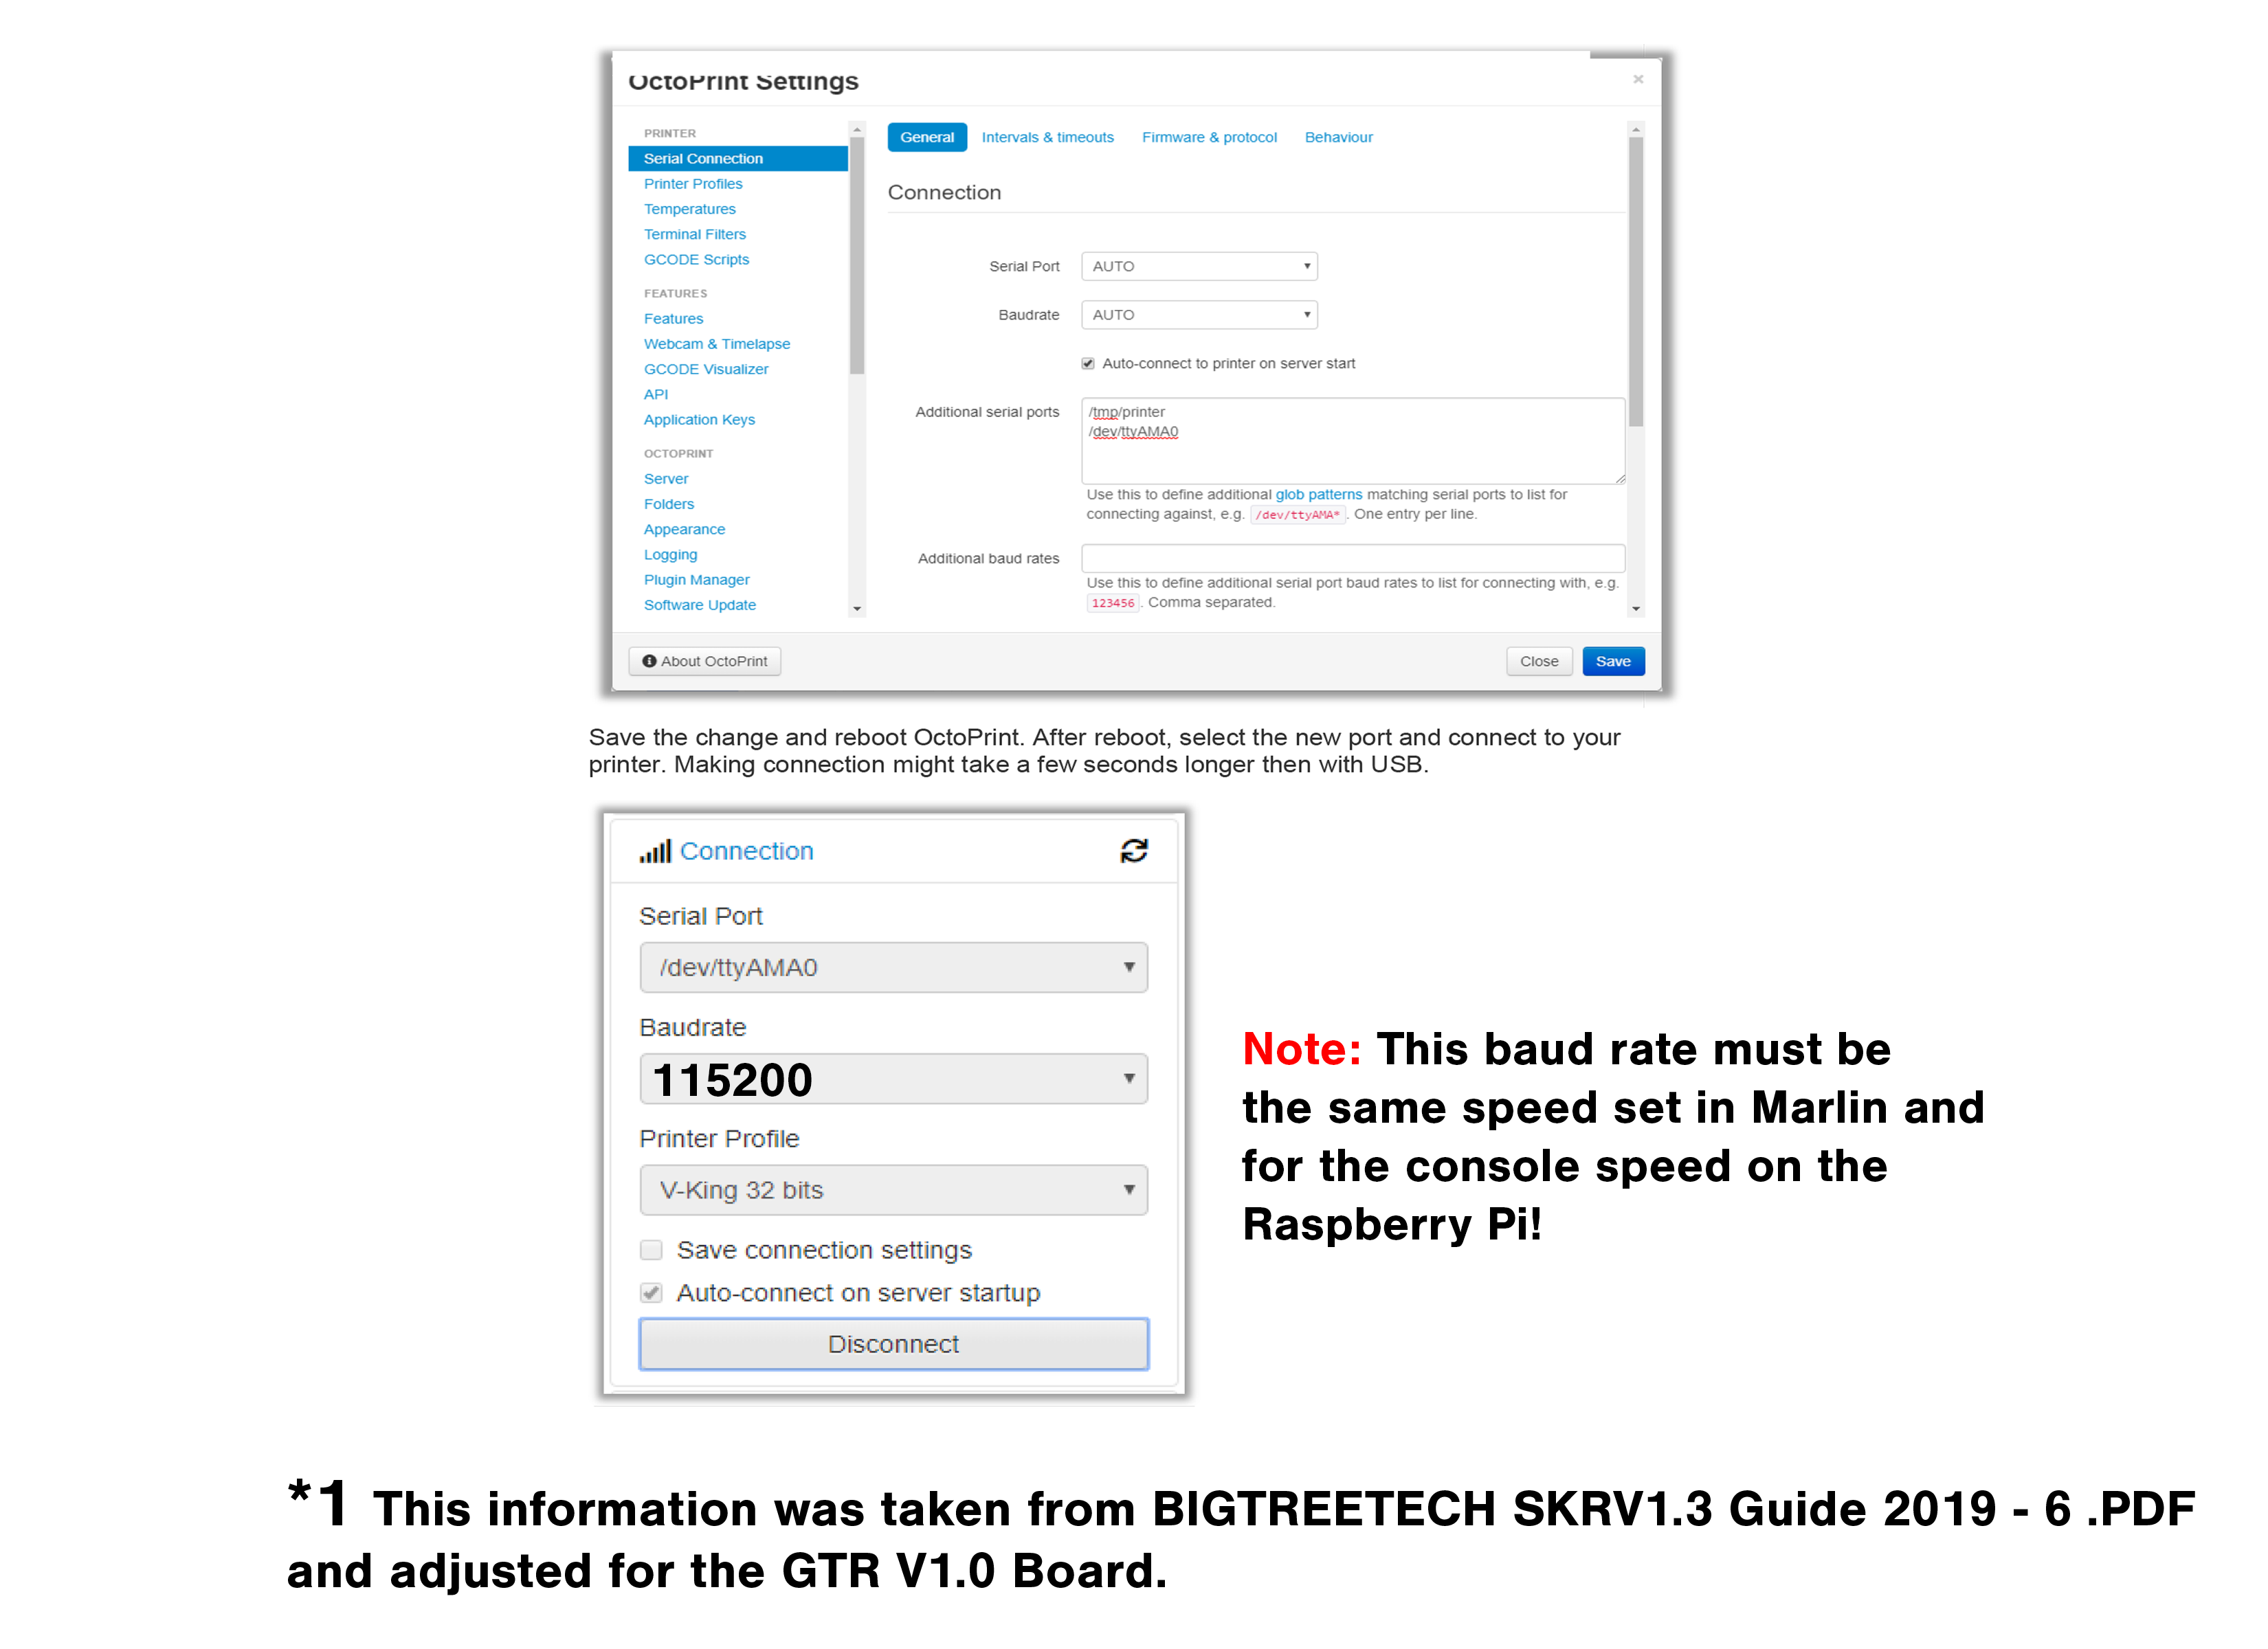 OctoPrint Settings
×
PRINTER
Serial Connection
Printer Profiles
Temperatures
Terminal Filters
GCODE Scripts
FEATURES
Features
Webcam & Timelapse
GCODE Visualizer
API
Application Keys
OCTOPRINT
Server
Folders
Appearance
Logging
Plugin Manager
Software Update
General Intervals & timeouts Firmware & protocol Behaviour
Connection
Serial Port AUTO
Baudrate AUTO
Auto-connect to printer on server start
Additional serial ports /tmp/printer
/dev/ttyAMA0
Use this to define additional glob patterns matching serial ports to list for
connecting against, e.g. /dev/ttyAMA* . One entry per line.
Additional baud rates
Use this to define additional serial port baud rates to list for connecting with, e.g.
123456 . Comma separated.
About OctoPrint Close Save
Save the change and reboot OctoPrint. After reboot, select the new port and connect to your
printer. Making connection might take a few seconds longer then with USB.
Connection
Serial Port
/dev/ttyAMA0
Baudrate
115200
Printer Profile
V-King 32 bits
Save connection settings
Auto-connect on server startup
Disconnect
Note: This baud rate must be
the same speed set in Marlin and
for the console speed on the
Raspberry Pi!
*1 This information was taken from BIGTREETECH SKRV1.3 Guide 2019 - 6 .PDF
and adjusted for the GTR V1.0 Board.